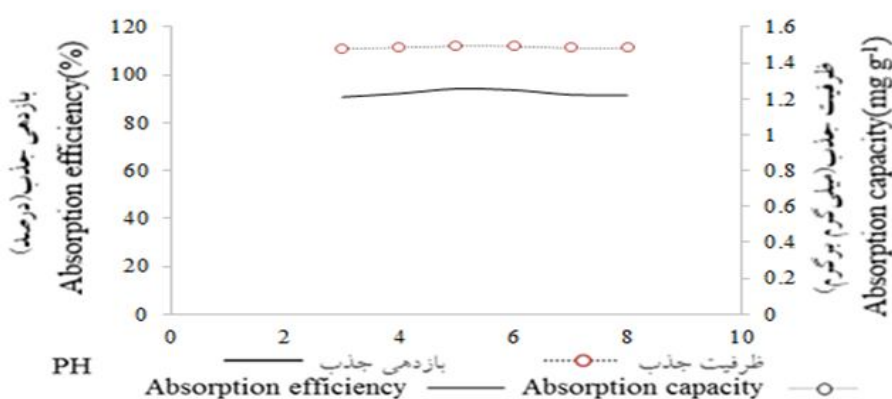 بازدهی جذب(درصد)
Absorption efficiency(%)
120
100
80
60
40
20
0
1.6
1.4
1.2
1
0.8
0.6
0.4
0.2
0
ظرفیت جذب(میلی گرم برگرم)
Absorption capacity(mg g-1)
0 2 4 6 8 10
PH بازدهی جذب ظرفیت جذب
Absorption efficiency Absorption capacity